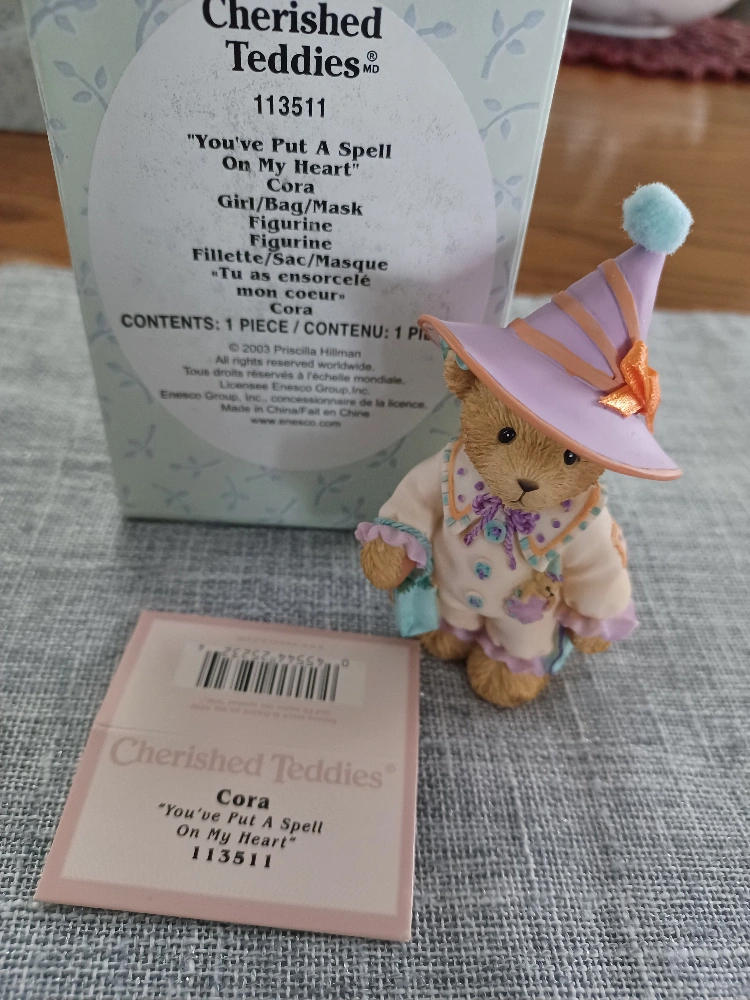 Cherished
Teddies®
MD
113511
"You've Put A Spell
On My Heart"
Cora
Girl/Bag/Mask
Figurine
Figurine
Fillette/Sac/Masque
«Tu as ensorcelé
mon coeur»
Cora
CONTENTS: 1 PIECE / CONTENU: 1
© 2003 Priscilla Hillman
All rights reserved worldwide.
Tous droits réservés à l'échelle mondiale.
Licensee Enesco Group,Inc.
Enesco Group, Inc., concessionnaire de la licence.
Made in China/Fait en Chine
www.enesco.com
Cherished Teddies®
Cora
"You've Put A Spell
On My Heart"
113511